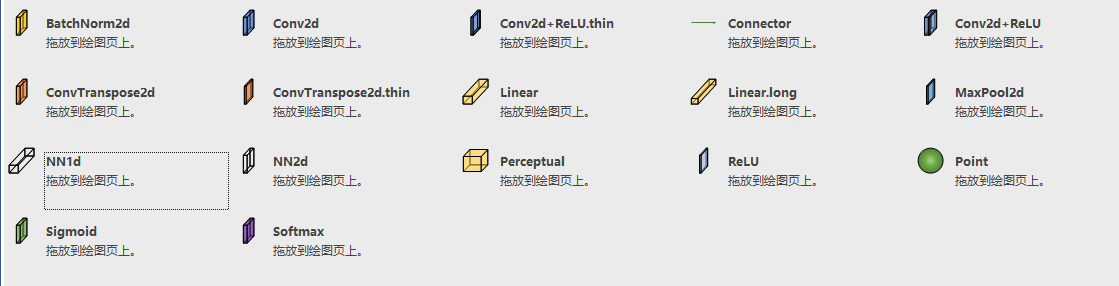 BatchNorm2d
拖放到绘图页上。
Conv2d
拖放到绘图页上。
Conv2d+ReLU.thin
拖放到绘图页上。
Connector
拖放到绘图页上。
Conv2d+ReLU
拖放到绘图页上。
ConvTranspose2d
拖放到绘图页上。
ConvTranspose2d.thin
拖放到绘图页上。
Linear
拖放到绘图页上。
Linear.long
拖放到绘图页上。
MaxPool2d
拖放到绘图页上。
NN1d
拖放到绘图页上。
NN2d
拖放到绘图页上。
Perceptual
拖放到绘图页上。
ReLU
拖放到绘图页上。
Point
拖放到绘图页上。
Sigmoid
拖放到绘图页上。
Softmax
拖放到绘图页上。